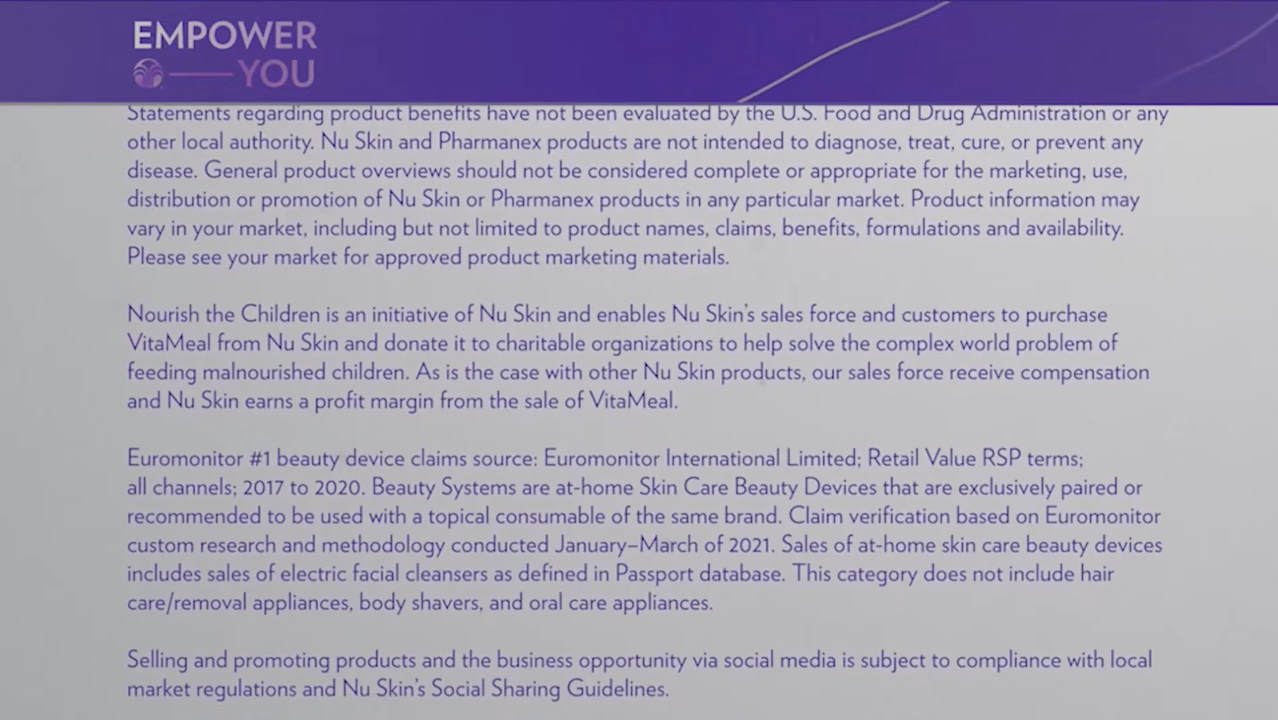 EMPOWER
YOU
Statements regarding product benefits have not been evaluated by the U.S. Food and Drug Administration or any
other local authority. Nu Skin and Pharmanex products are not intended to diagnose, treat, cure, or prevent any
disease. General product overviews should not be considered complete or appropriate for the marketing, use,
distribution or promotion of Nu Skin or Pharmanex products in any particular market. Product information may
vary in your market, including but not limited to product names, claims, benefits, formulations and availability.
Please see your market for approved product marketing materials.
Nourish the Children is an initiative of Nu Skin and enables Nu Skin's sales force and customers to purchase
VitaMeal from Nu Skin and donate it to charitable organizations to help solve the complex world problem of
feeding malnourished children. As is the case with other Nu Skin products, our sales force receive compensation
and Nu Skin earns a profit margin from the sale of VitaMeal.
Euromonitor #1 beauty device claims source: Euromonitor International Limited; Retail Value RSP terms;
all channels; 2017 to 2020. Beauty Systems are at-home Skin Care Beauty Devices that are exclusively paired or
recommended to be used with a topical consumable of the same brand. Claim verification based on Euromonitor
custom research and methodology conducted January–March of 2021. Sales of at-home skin care beauty devices
includes sales of electric facial cleansers as defined in Passport database. This category does not include hair
care/removal appliances, body shavers, and oral care appliances.
Selling and promoting products and the business opportunity via social media is subject to compliance with local
market regulations and Nu Skin's Social Sharing Guidelines.